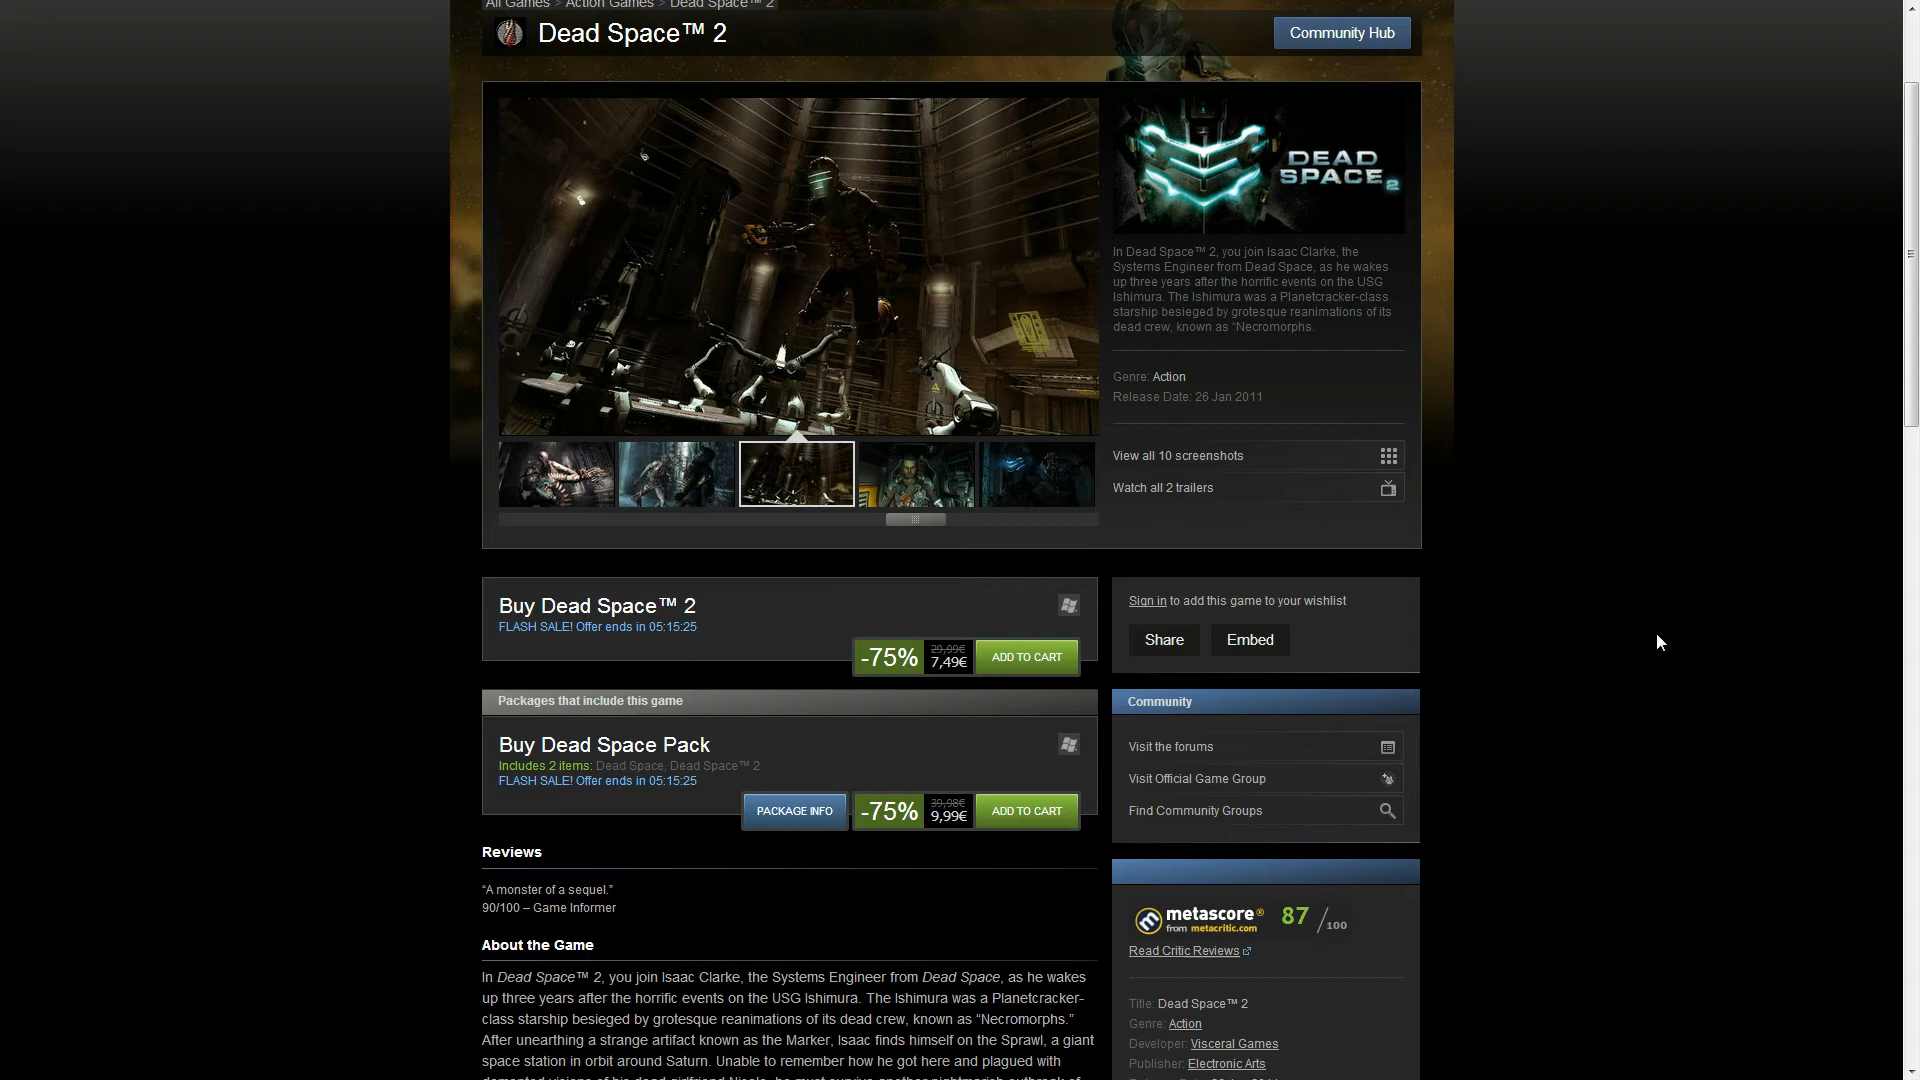 All Games > Action Games > Dead Space™ 2
Dead Space™ 2
Community Hub
DEAD
SPACE 2
In Dead Space™ 2, you join Isaac Clarke, the
Systems Engineer from Dead Space, as he wakes
up three years after the horrific events on the USG
Ishimura. The Ishimura was a Planetcracker-class
starship besieged by grotesque reanimations of its
dead crew, known as “Necromorphs.
Genre: Action
Release Date: 26 Jan 2011
View all 10 screenshots
Watch all 2 trailers
Buy Dead Space™ 2
FLASH SALE! Offer ends in 05:15:25
-75%
29,99€
7,49€
ADD TO CART
Sign in to add this game to your wishlist
Share
Embed
Packages that include this game
Buy Dead Space Pack
Includes 2 items: Dead Space, Dead Space™ 2
FLASH SALE! Offer ends in 05:15:25
PACKAGE INFO
-75%
39,98€
9,99€
ADD TO CART
Community
Visit the forums
Visit Official Game Group
Find Community Groups
Reviews
“A monster of a sequel.”
90/100 – Game Informer
metascore®
from metacritic.com
87 /100
Read Critic Reviews
About the Game
In Dead Space™ 2, you join Isaac Clarke, the Systems Engineer from Dead Space, as he wakes
up three years after the horrific events on the USG Ishimura. The Ishimura was a Planetcracker-
class starship besieged by grotesque reanimations of its dead crew, known as “Necromorphs.”
After unearthing a strange artifact known as the Marker, Isaac finds himself on the Sprawl, a giant
space station in orbit around Saturn. Unable to remember how he got here and plagued with
Title: Dead Space™ 2
Genre: Action
Developer: Visceral Games
Publisher: Electronic Arts